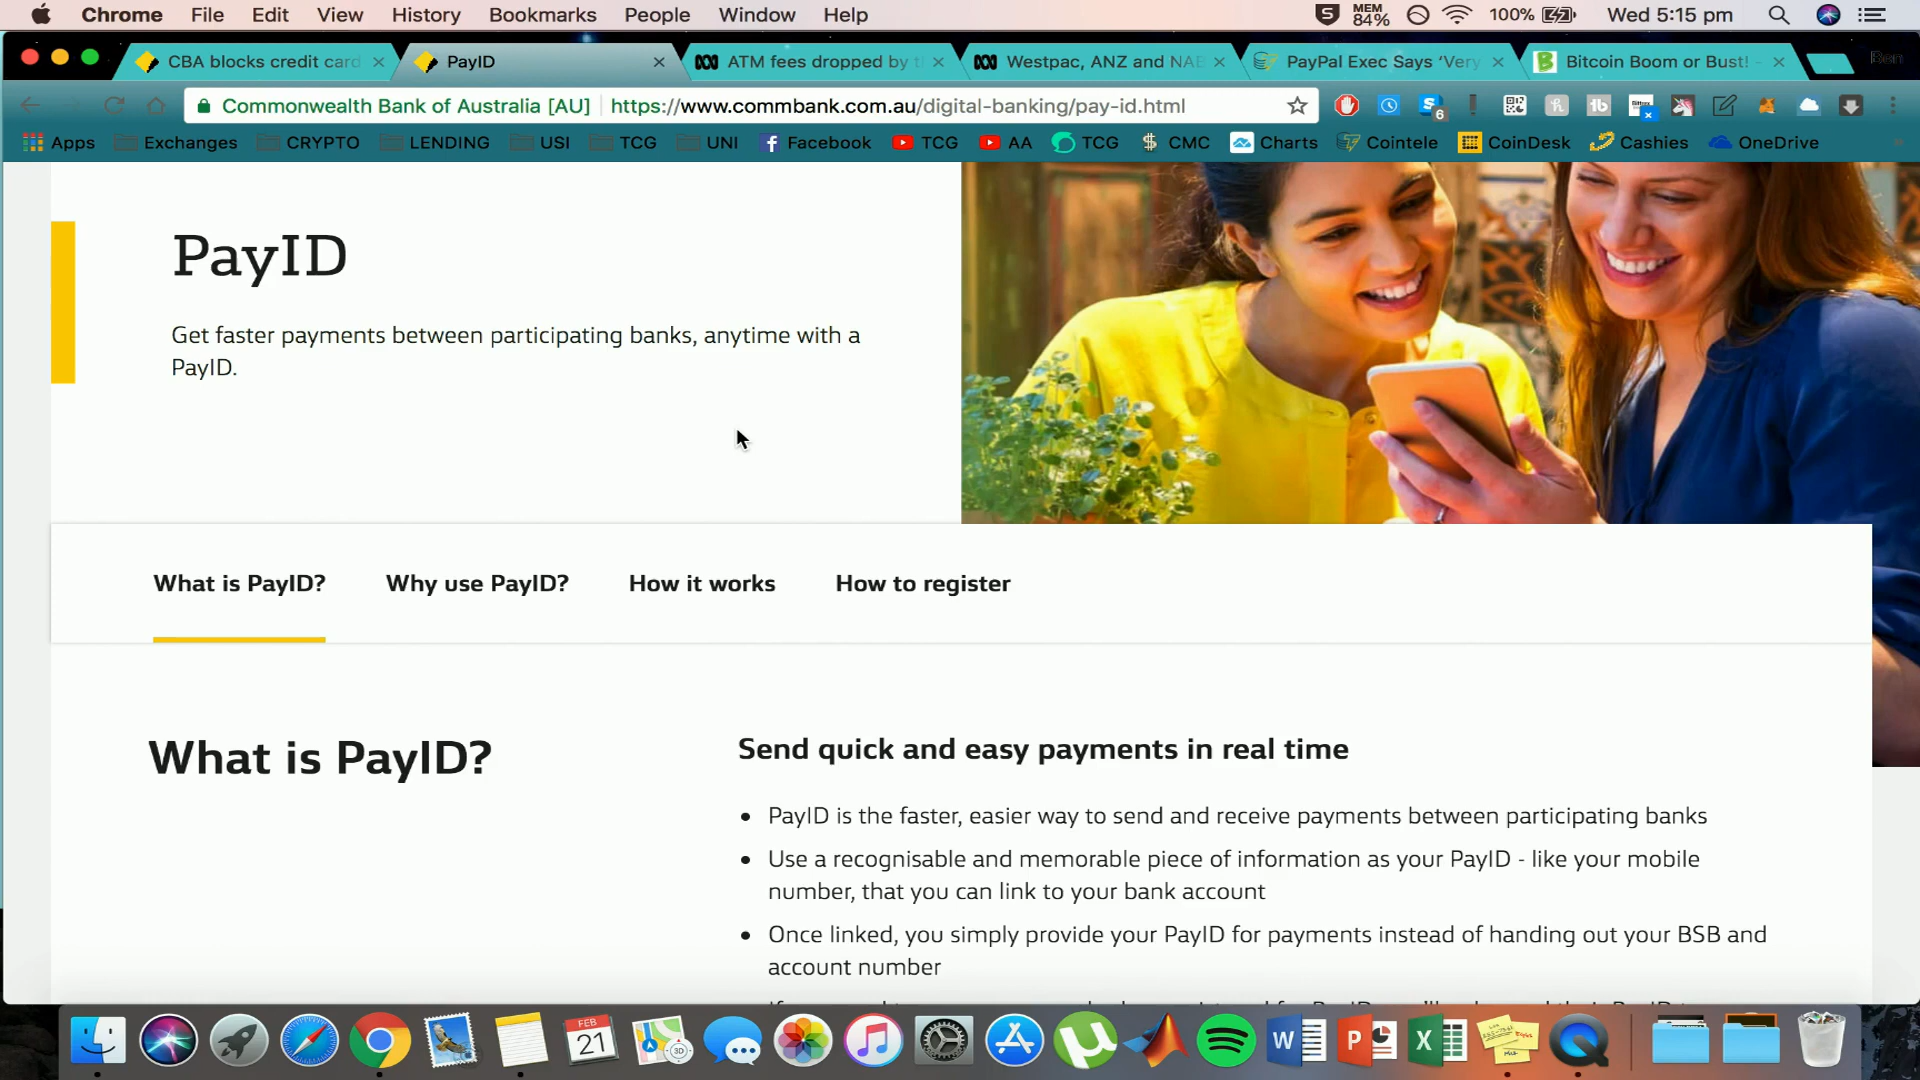 Chrome File Edit View History Bookmarks People Window Help MEM 84% 100% Wed 5:15 pm
CBA blocks credit card PayID ATM fees dropped by t Westpac, ANZ and NAB PayPal Exec Says ‘Very Bitcoin Boom or Bust! - Ben
Commonwealth Bank of Australia [AU] https://www.commbank.com.au/digital-banking/pay-id.html 6
Apps Exchanges CRYPTO LENDING USI TCG UNI Facebook TCG AA TCG CMC Charts Cointele CoinDesk Cashies OneDrive
PayID
Get faster payments between participating banks, anytime with a
PayID.
What is PayID? Why use PayID? How it works How to register
What is PayID?
Send quick and easy payments in real time
• PayID is the faster, easier way to send and receive payments between participating banks
• Use a recognisable and memorable piece of information as your PayID - like your mobile
number, that you can link to your bank account
• Once linked, you simply provide your PayID for payments instead of handing out your BSB and
account number
FEB
21
3D